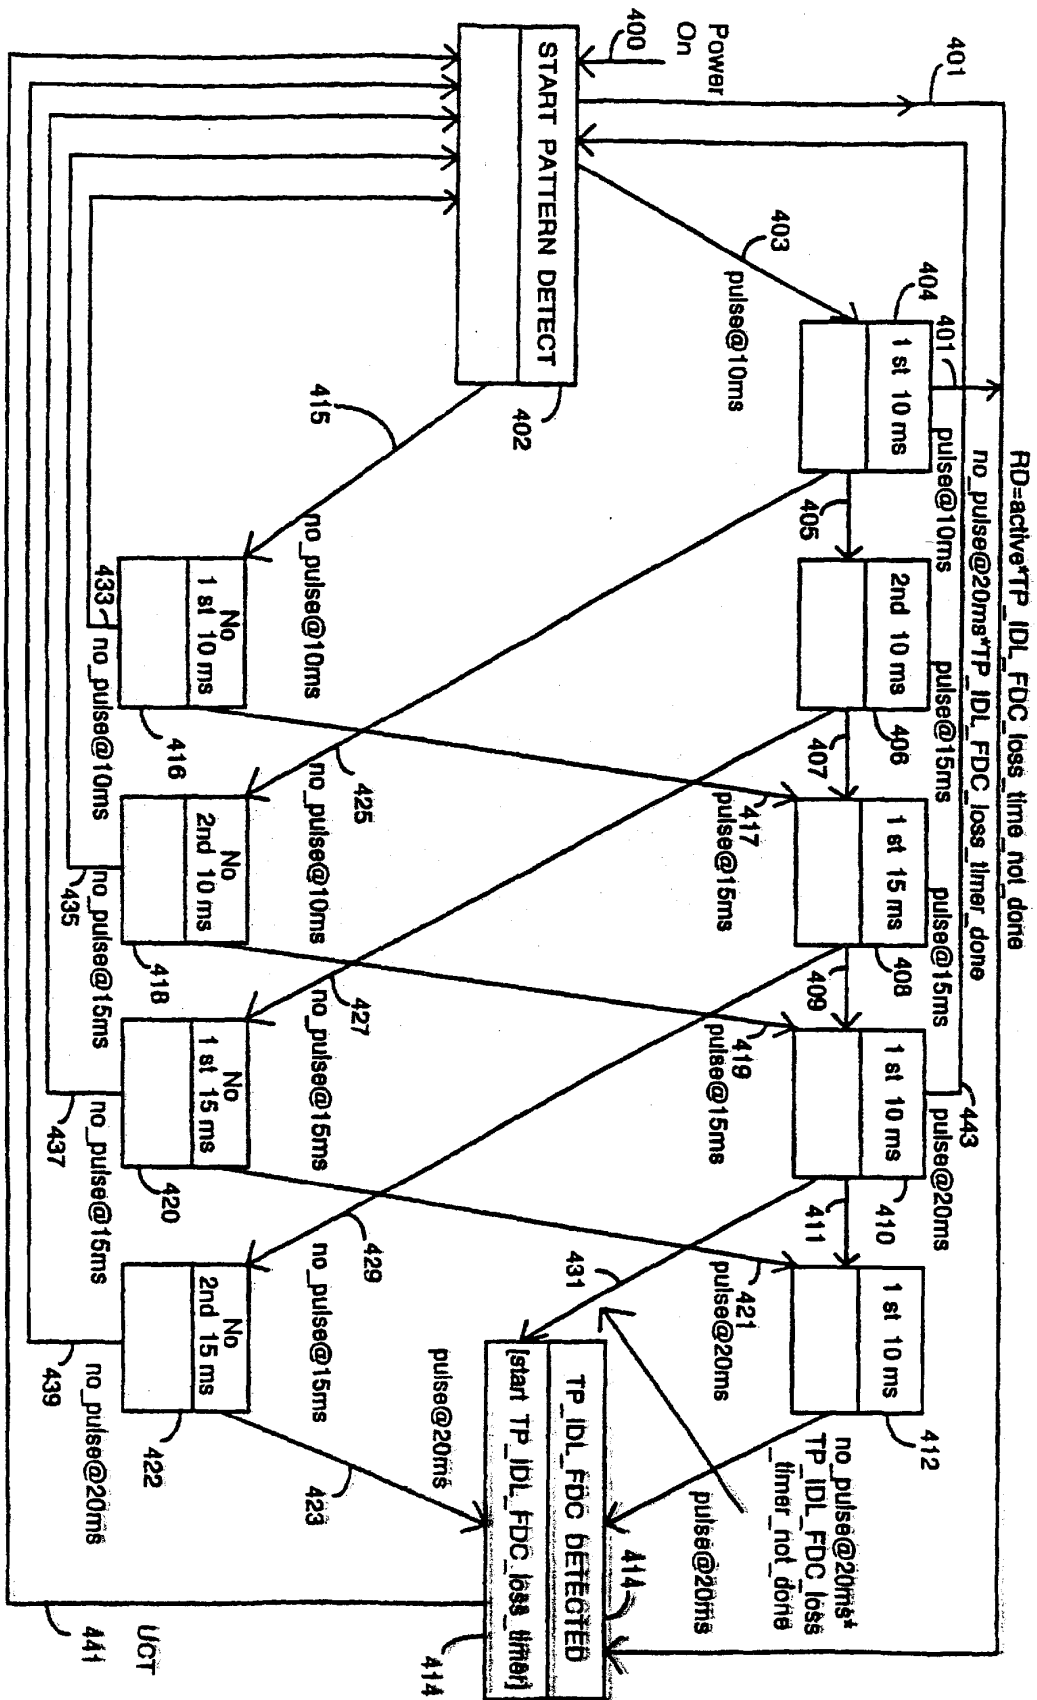 RD=active*TP_IDL_FDC_loss_time_not_done
no_pulse@20ms*TP_IDL_FDC_loss_timer_done
401
Power
On
400
START PATTERN DETECT
402
403
pulse@10ms
404
401
pulse@10ms
1 st 10 ms
405
2nd 10 ms
pulse@15ms
406
407
1 st 15 ms
pulse@15ms
408
409
1 st 10 ms
443
pulse@20ms
410
411
1 st 10 ms
412
no_pulse@20ms*
TP_IDL_FDC_loss
_timer_not_done
417
pulse@15ms
419
pulse@15ms
421
pulse@20ms
431
pulse@20ms
414
TP_IDL_FDC DETECTED
[start TP_IDL_FDC_loss_timer]
414
415
no_pulse@10ms
425
no_pulse@10ms
427
no_pulse@15ms
429
no_pulse@15ms
pulse@20ms
423
No
1 st 10 ms
416
433
no_pulse@10ms
No
2nd 10 ms
418
435
no_pulse@15ms
No
1 st 15 ms
420
437
no_pulse@15ms
No
2nd 15 ms
422
439
no_pulse@20ms
UCT
441